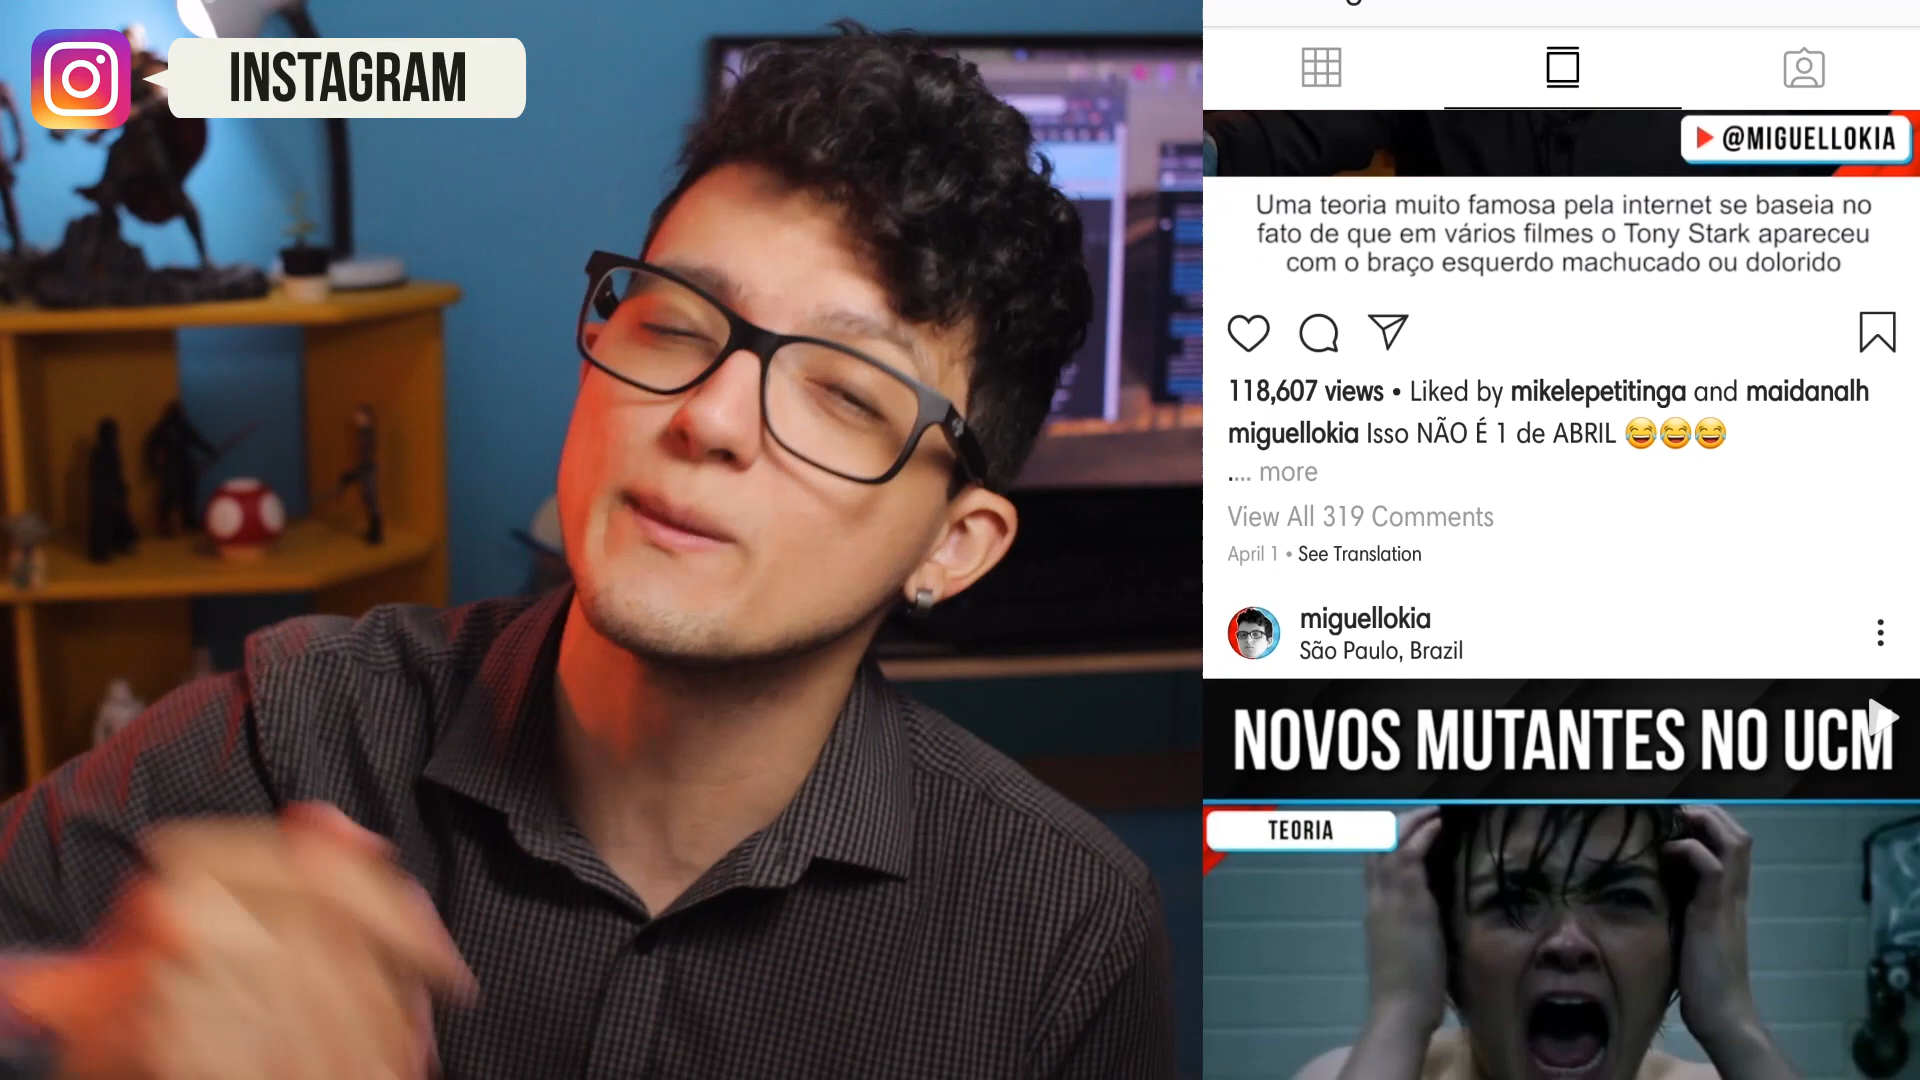 INSTAGRAM
@MIGUELLOKIA
Uma teoria muito famosa pela internet se baseia no
fato de que em vários filmes o Tony Stark apareceu
com o braço esquerdo machucado ou dolorido
118,607 views • Liked by mikelepetitinga and maidanalh
miguellokia Isso NÃO É 1 de ABRIL 😂😂😂
.... more
View All 319 Comments
April 1 • See Translation
miguellokia
São Paulo, Brazil
NOVOS MUTANTES NO UCM
TEORIA